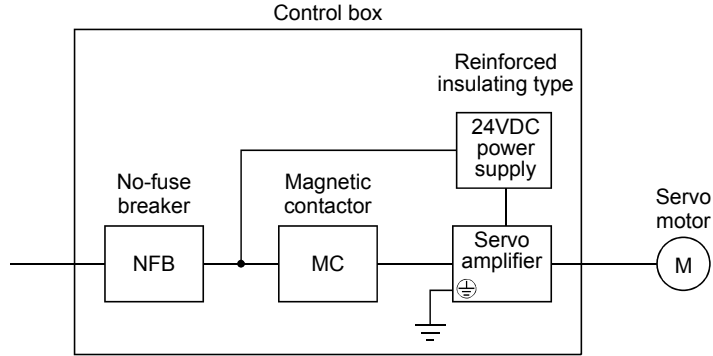 Control box
Reinforced
insulating type
24VDC
power
supply
No-fuse
breaker
Magnetic
contactor
Servo
motor
NFB
MC
Servo
amplifier
M